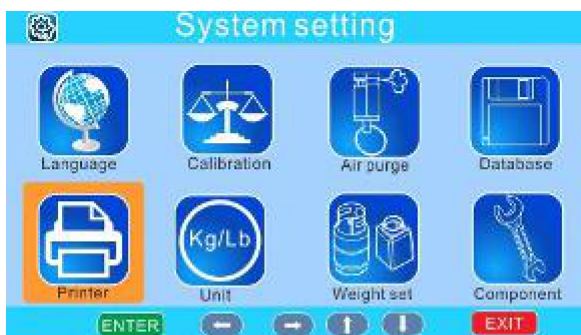 System setting
Language Calibration Air purge Database
Kg/Lb
Printer Unit Weight set Component
ENTER EXIT